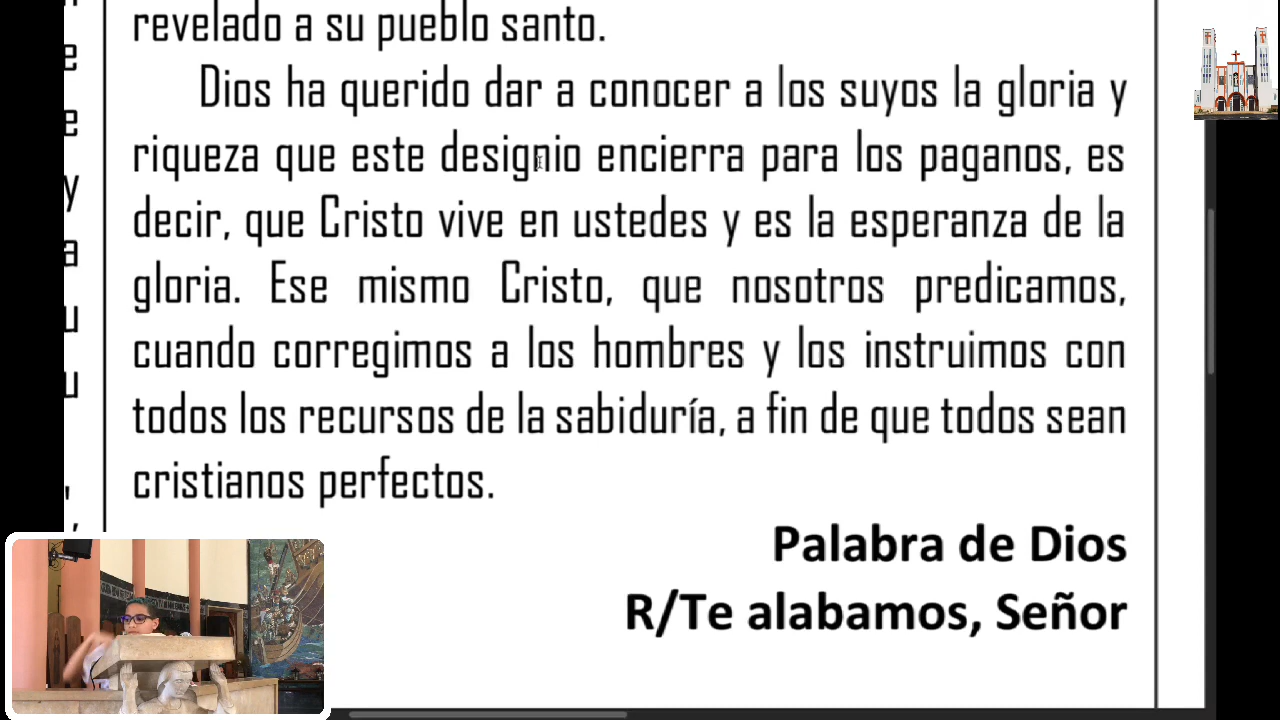 revelado a su pueblo santo.
Dios ha querido dar a conocer a los suyos la gloria y
riqueza que este designio encierra para los paganos, es
decir, que Cristo vive en ustedes y es la esperanza de la
gloria. Ese mismo Cristo, que nosotros predicamos,
cuando corregimos a los hombres y los instruimos con
todos los recursos de la sabiduría, a fin de que todos sean
cristianos perfectos.
Palabra de Dios
R/Te alabamos, Señor